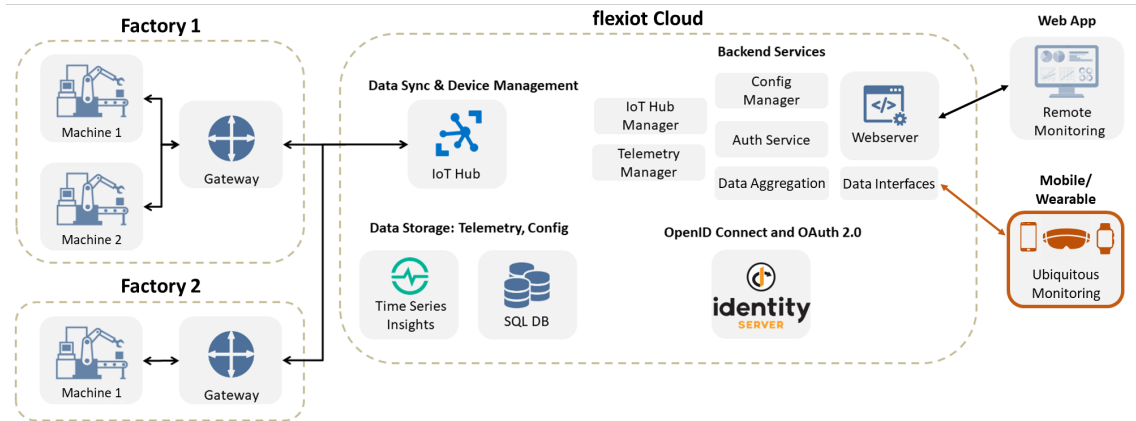 Factory 1
Machine 1
Machine 2
Gateway
Factory 2
Machine 1
Gateway
flexiot Cloud
Data Sync & Device Management
IoT Hub
Backend Services
IoT Hub
Manager
Telemetry
Manager
Config
Manager
Auth Service
Data Aggregation
Webserver
Data Interfaces
Data Storage: Telemetry, Config
Time Series
Insights
SQL DB
OpenID Connect and OAuth 2.0
identity
SERVER
Web App
Remote
Monitoring
Mobile/
Wearable
Ubiquitous
Monitoring